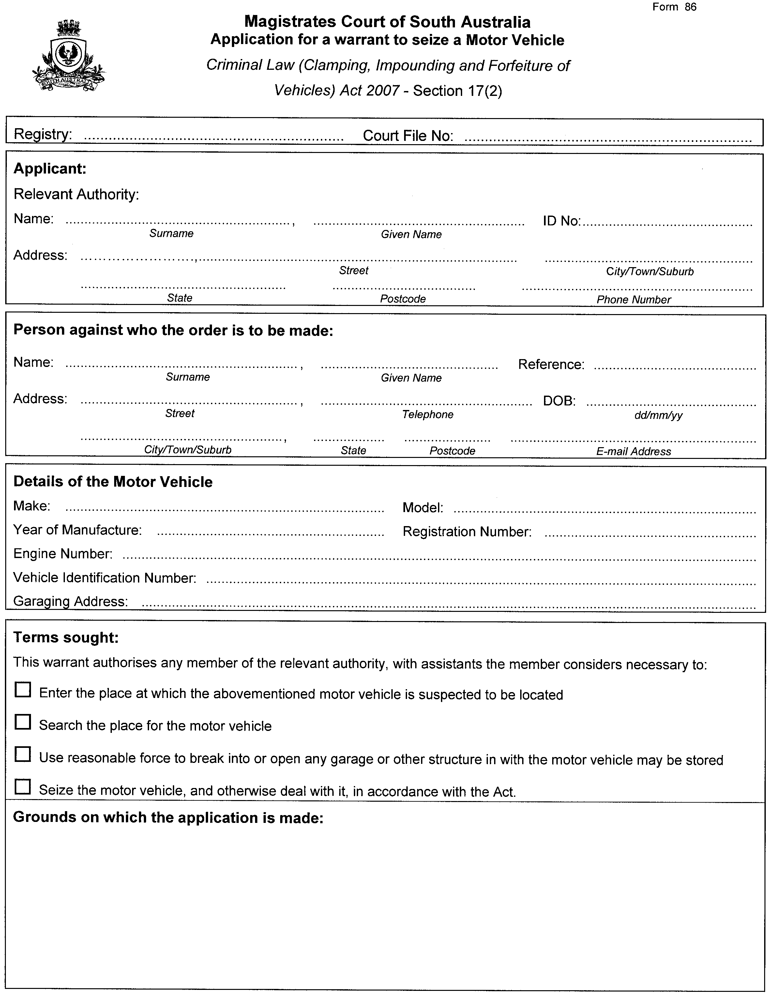 Form 86
Magistrates Court of South Australia
Application for a warrant to seize a Motor Vehicle
Criminal Law (Clamping, Impounding and Forfeiture of
Vehicles) Act 2007 - Section 17(2)
SOUTH AUSTRALIA
Registry: ........................ Court File No: ........................
Applicant:
Relevant Authority:
Name: ........................, ........................ ID No:........................
Surname Given Name
Address: ........................,........................ ........................
Street City/Town/Suburb
........................ ........................ ........................
State Postcode Phone Number
Person against who the order is to be made:
Name: ........................, ........................ Reference: ........................
Surname Given Name
Address: ........................, ........................ DOB: ........................
Street Telephone dd/mm/yy
........................, ........................ ........................ ........................
City/Town/Suburb State Postcode E-mail Address
Details of the Motor Vehicle
Make: ........................ Model: ........................
Year of Manufacture: ........................ Registration Number: ........................
Engine Number: ........................
Vehicle Identification Number: ........................
Garaging Address: ........................
Terms sought:
This warrant authorises any member of the relevant authority, with assistants the member considers necessary to:
Enter the place at which the abovementioned motor vehicle is suspected to be located
Search the place for the motor vehicle
Use reasonable force to break into or open any garage or other structure in with the motor vehicle may be stored
Seize the motor vehicle, and otherwise deal with it, in accordance with the Act.
Grounds on which the application is made: